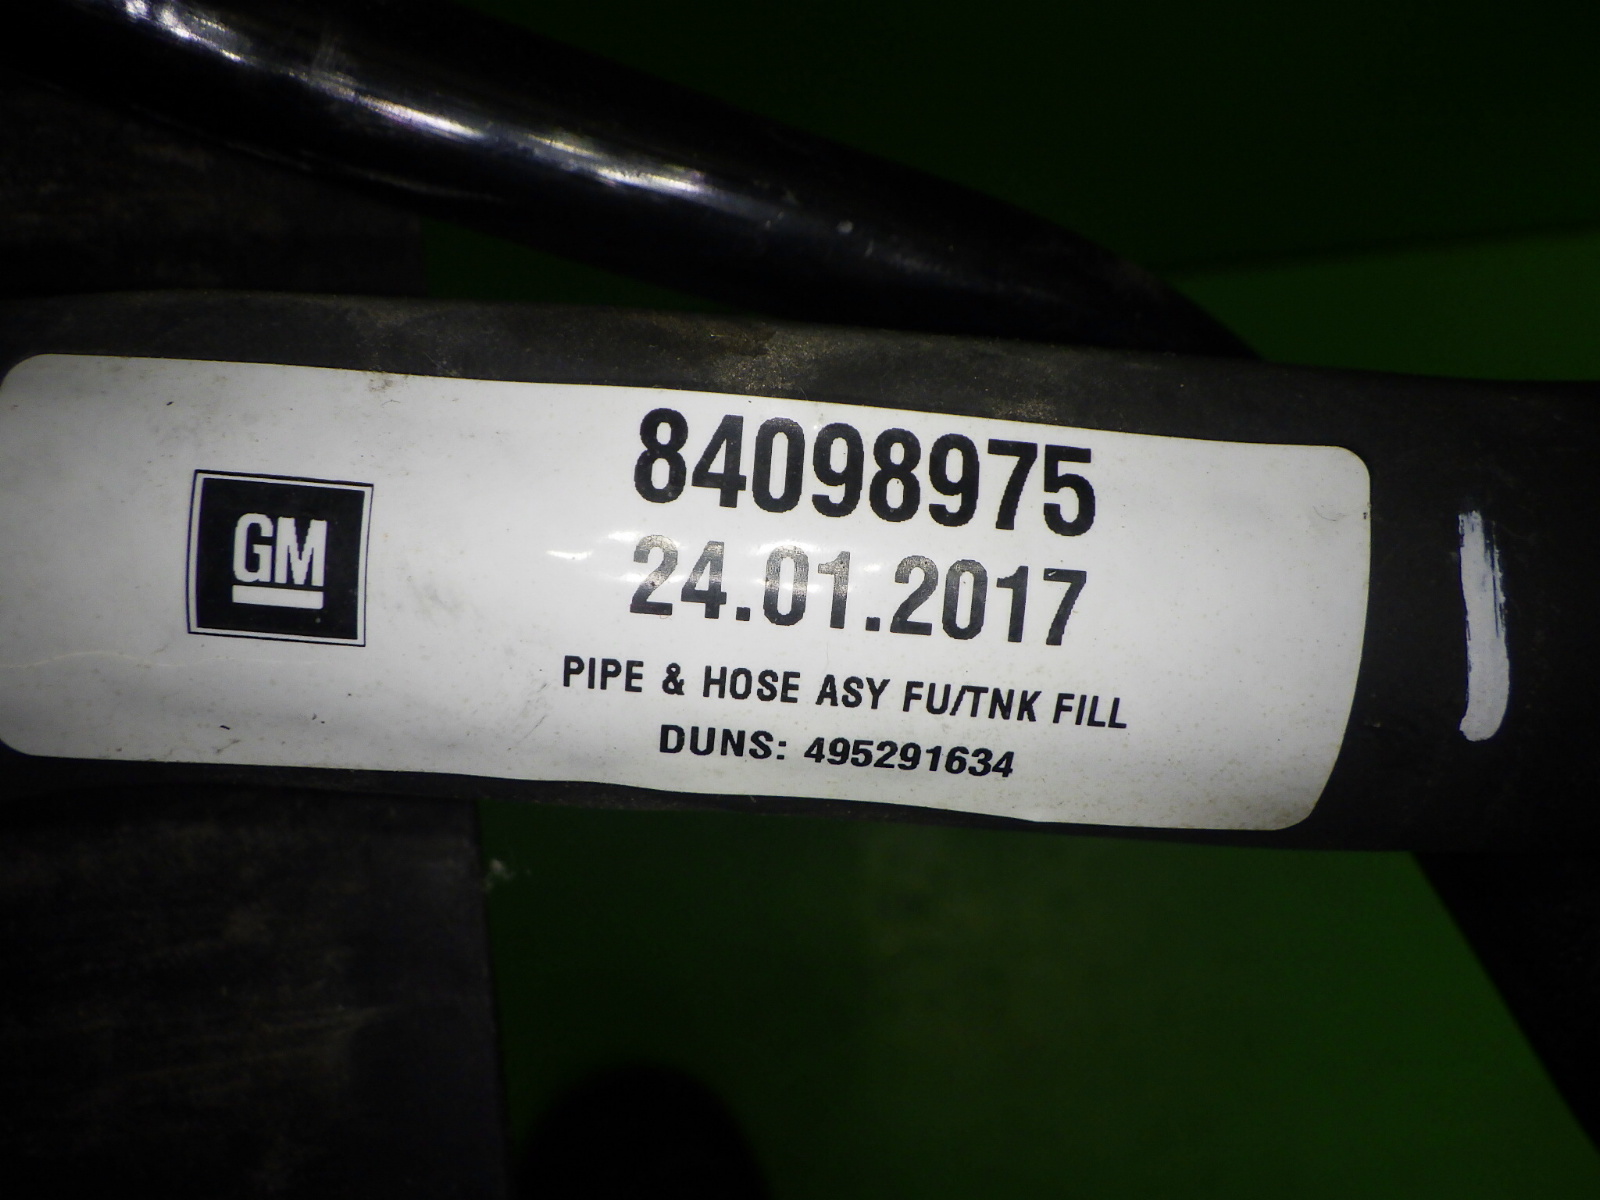 GM
84098975
24.01.2017
PIPE & HOSE ASY FU/TNK FILL
DUNS: 495291634